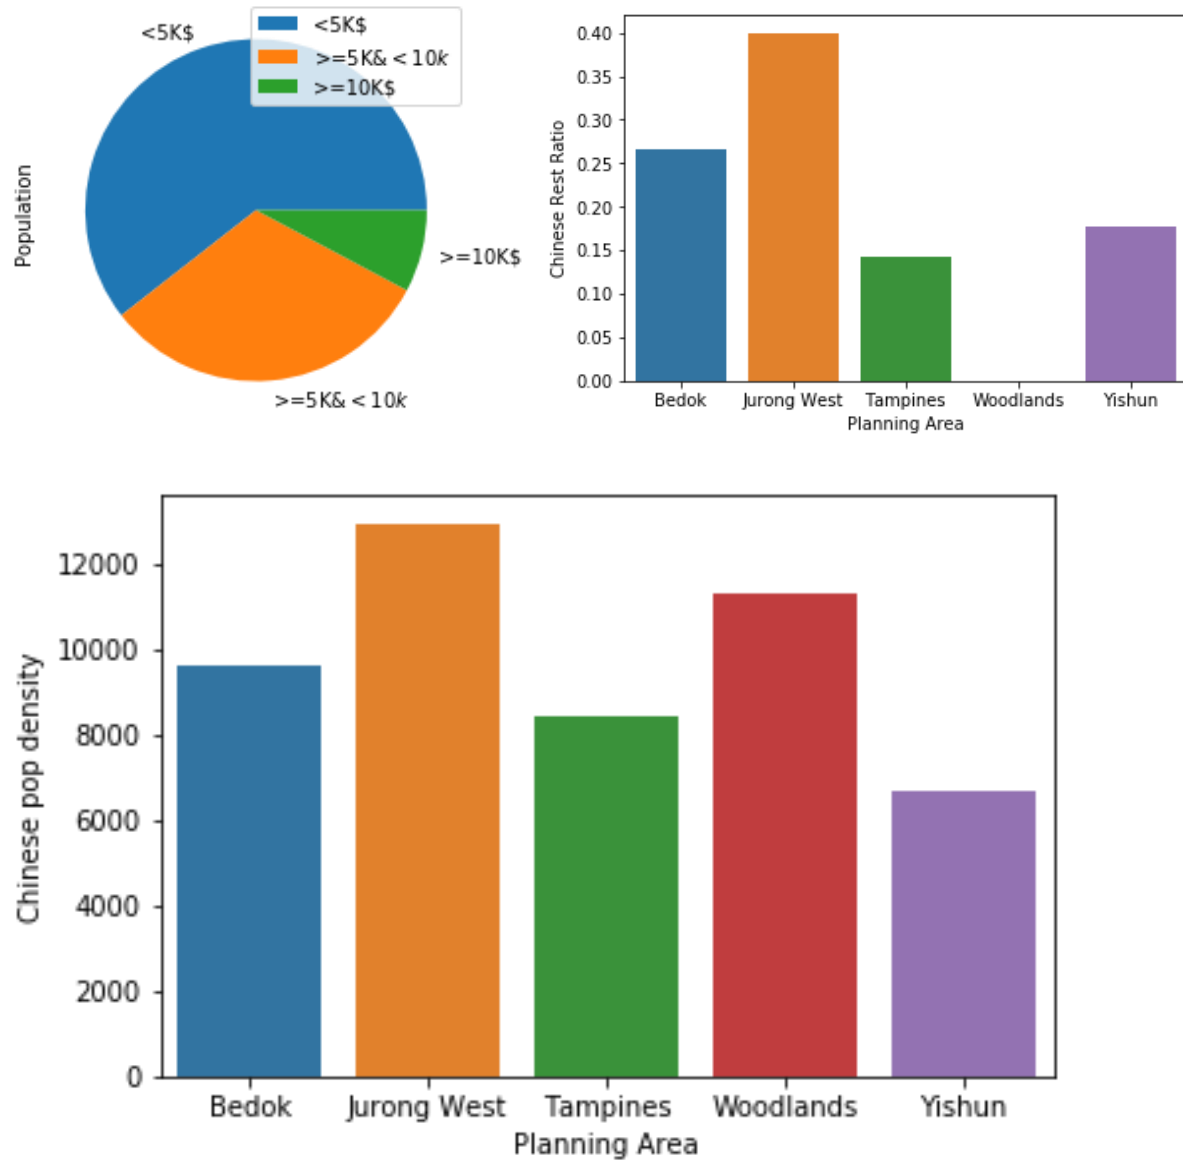 <5K$
<5K$
>=5K&<10k
>=10K$
Population
>=10K$
>=5K&<10k
0.40
0.35
0.30
0.25
0.20
0.15
0.10
0.05
0.00
Chinese Rest Ratio
Bedok Jurong West Tampines Woodlands Yishun
Planning Area
12000
10000
8000
6000
4000
2000
0
Chinese pop density
Bedok Jurong West Tampines Woodlands Yishun
Planning Area